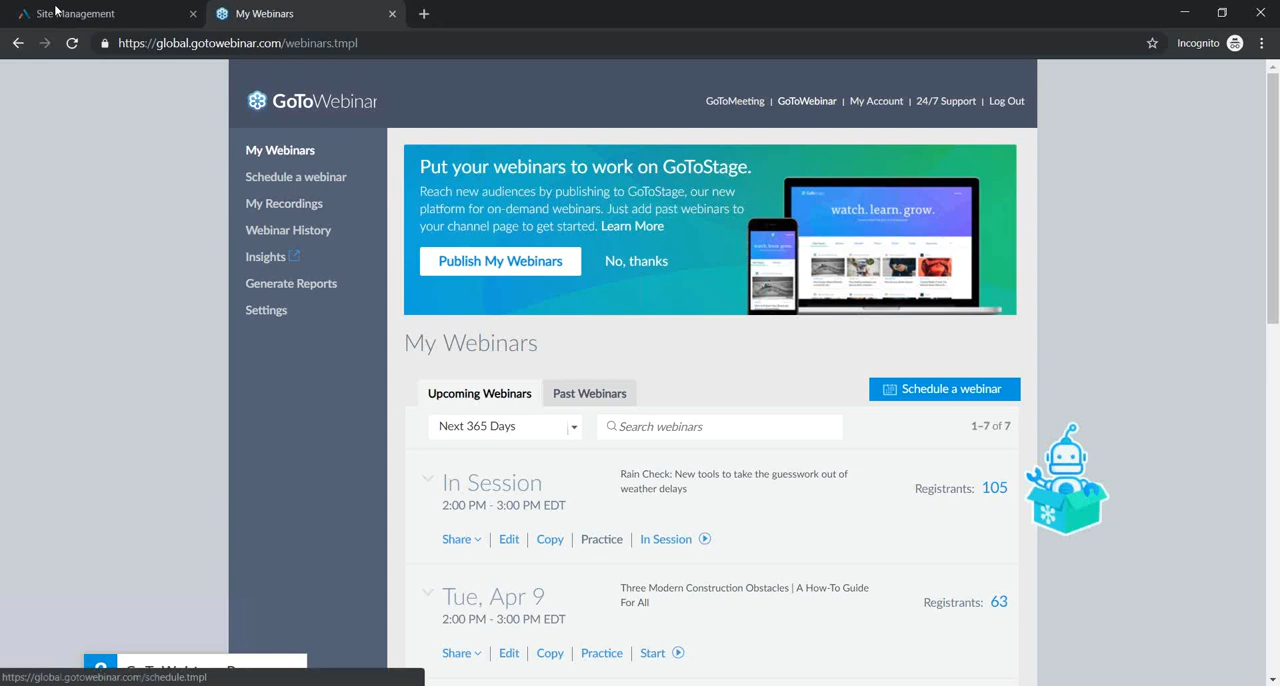 Site Management
My Webinars
https://global.gotowebinar.com/webinars.tmpl
Incognito
GoToWebinar
GoToMeeting | GoToWebinar | My Account | 24/7 Support | Log Out
My Webinars
Schedule a webinar
My Recordings
Webinar History
Insights
Generate Reports
Settings
Put your webinars to work on GoToStage.
Reach new audiences by publishing to GoToStage, our new
platform for on-demand webinars. Just add past webinars to
your channel page to get started. Learn More
Publish My Webinars
No, thanks
watch. learn. grow.
My Webinars
Upcoming Webinars
Past Webinars
Schedule a webinar
Next 365 Days
Search webinars
1–7 of 7
In Session
2:00 PM - 3:00 PM EDT
Rain Check: New tools to take the guesswork out of
weather delays
Registrants: 105
Share | Edit | Copy | Practice | In Session
Tue, Apr 9
2:00 PM - 3:00 PM EDT
Three Modern Construction Obstacles | A How-To Guide
For All
Registrants: 63
Share | Edit | Copy | Practice | Start
https://global.gotowebinar.com/schedule.tmpl